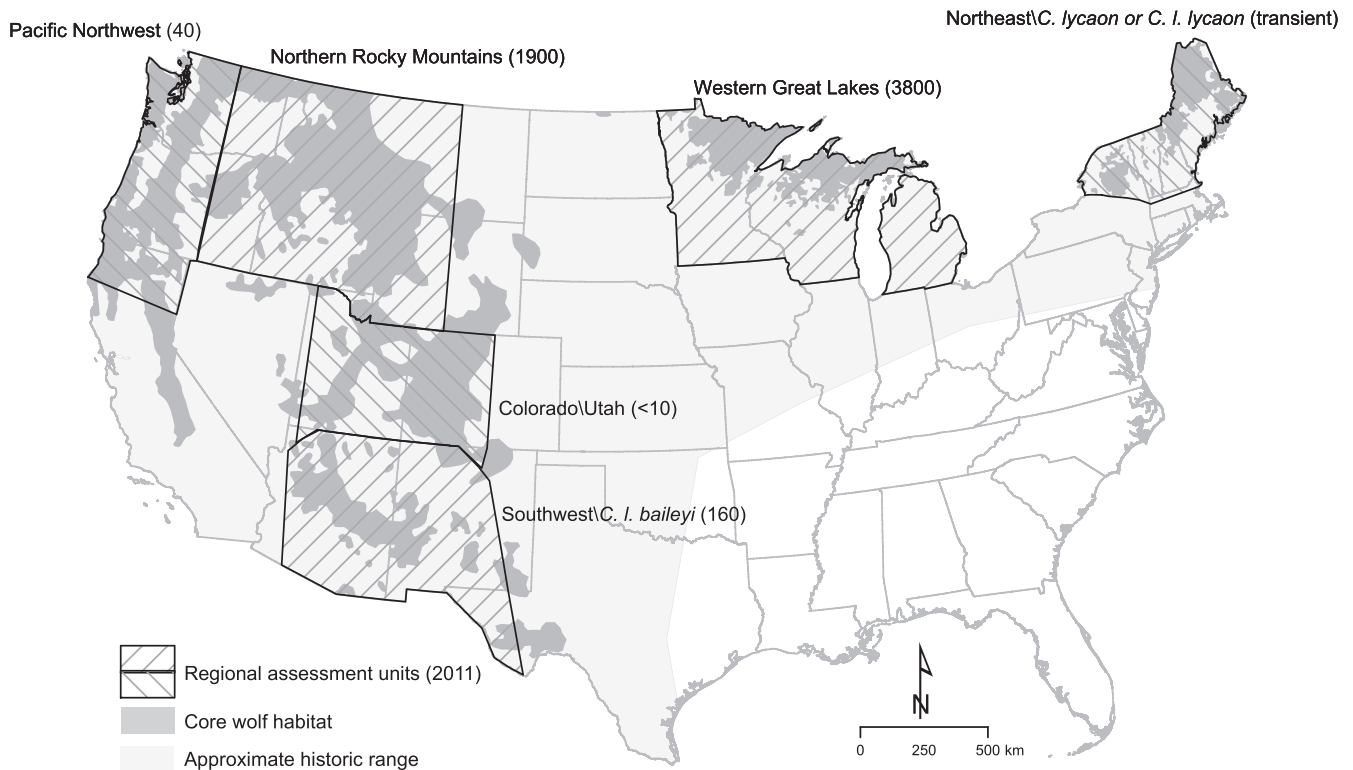 Northeast\C. lycaon or C. l. lycaon (transient)
Pacific Northwest (40)
Northern Rocky Mountains (1900)
Western Great Lakes (3800)
Colorado\Utah (<10)
Southwest\C. l. baileyi (160)
Regional assessment units (2011)
Core wolf habitat
Approximate historic range
N
0 250 500 km